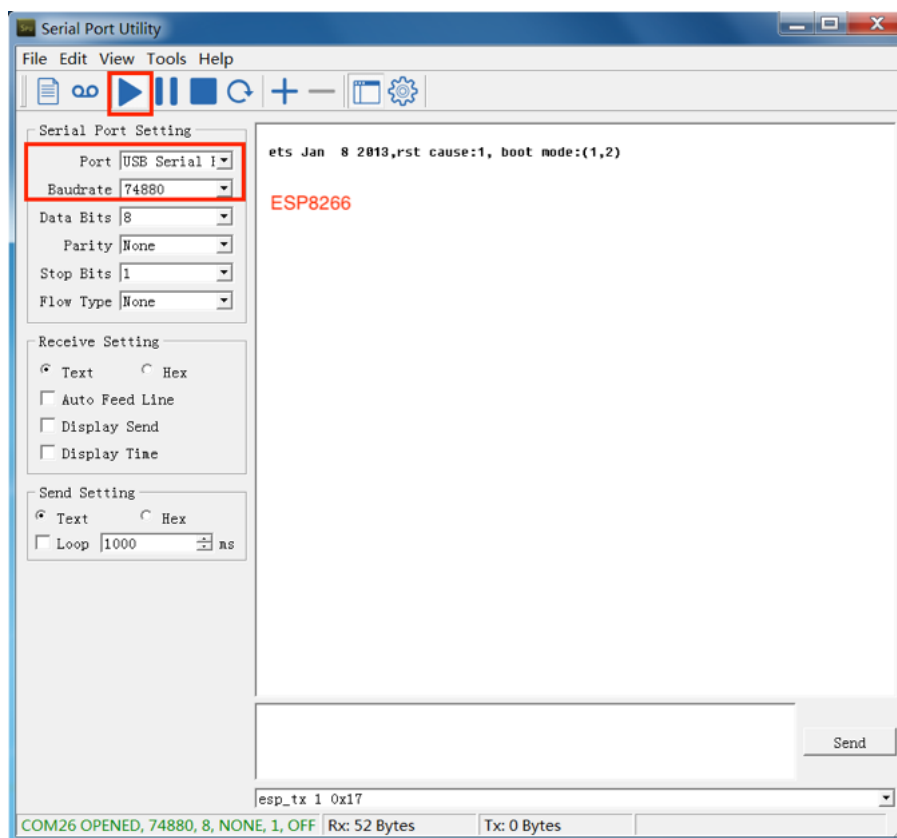 Serial Port Utility
File Edit View Tools Help
Serial Port Setting
Port USB Serial
Baudrate 74880
Data Bits 8
Parity None
Stop Bits 1
Flow Type None
Receive Setting
Text Hex
Auto Feed Line
Display Send
Display Time
Send Setting
Text Hex
Loop 1000 ms
ets Jan 8 2013,rst cause:1, boot mode:(1,2)
ESP8266
Send
esp_tx 1 0x17
COM26 OPENED, 74880, 8, NONE, 1, OFF Rx: 52 Bytes Tx: 0 Bytes